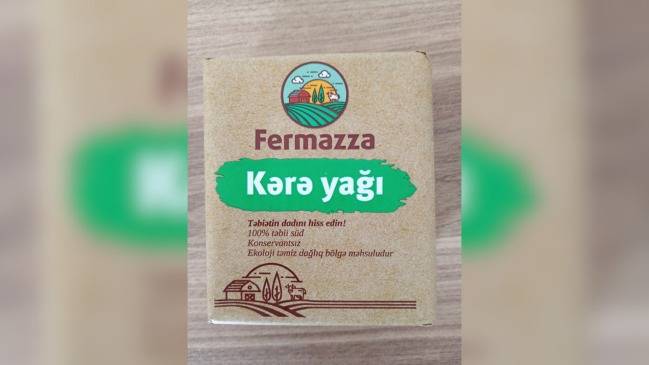 Fermazza
Kərə yağı
Təbiətin dadını hiss edin!
100% təbii süd
Konservantsız
Ekoloji təmiz dağlıq bölgə məhsuludur